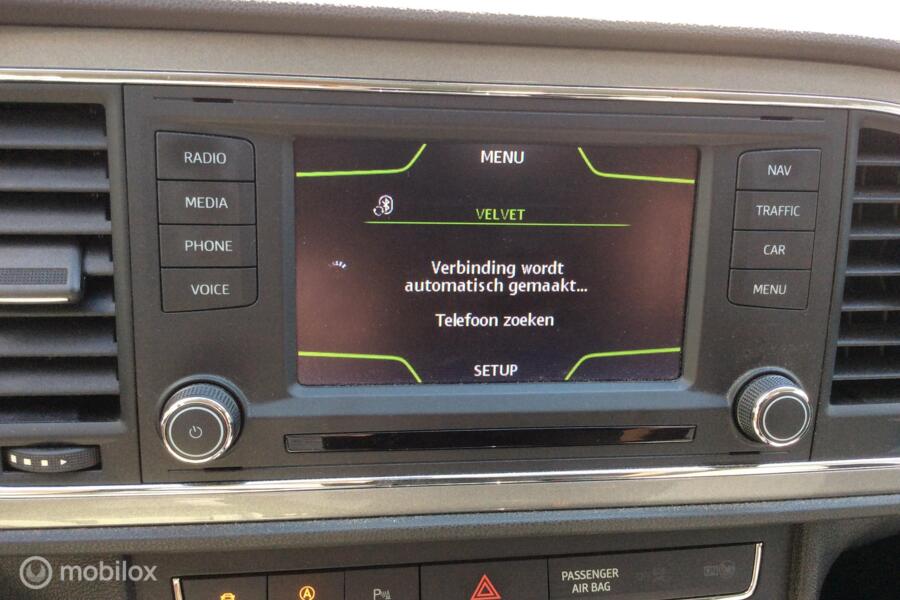 RADIO
MEDIA
PHONE
VOICE
MENU
VELVET
Verbinding wordt
automatisch gemaakt...
Telefoon zoeken
SETUP
NAV
TRAFFIC
CAR
MENU
A
P
PASSENGER
AIR BAG
mobilox